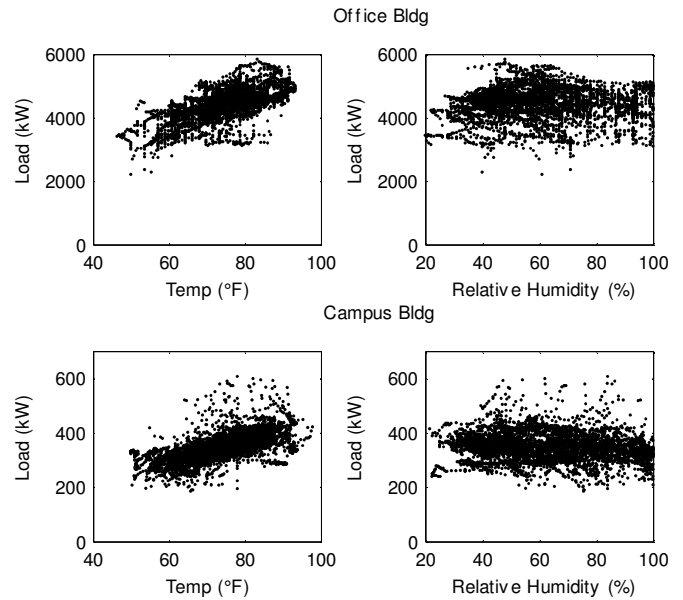 Office Bldg
6000
4000
2000
0
Load (kW)
40 60 80 100
Temp (°F)
6000
4000
2000
0
Load (kW)
20 40 60 80 100
Relative Humidity (%)
Campus Bldg
600
400
200
0
Load (kW)
40 60 80 100
Temp (°F)
600
400
200
0
Load (kW)
20 40 60 80 100
Relative Humidity (%)